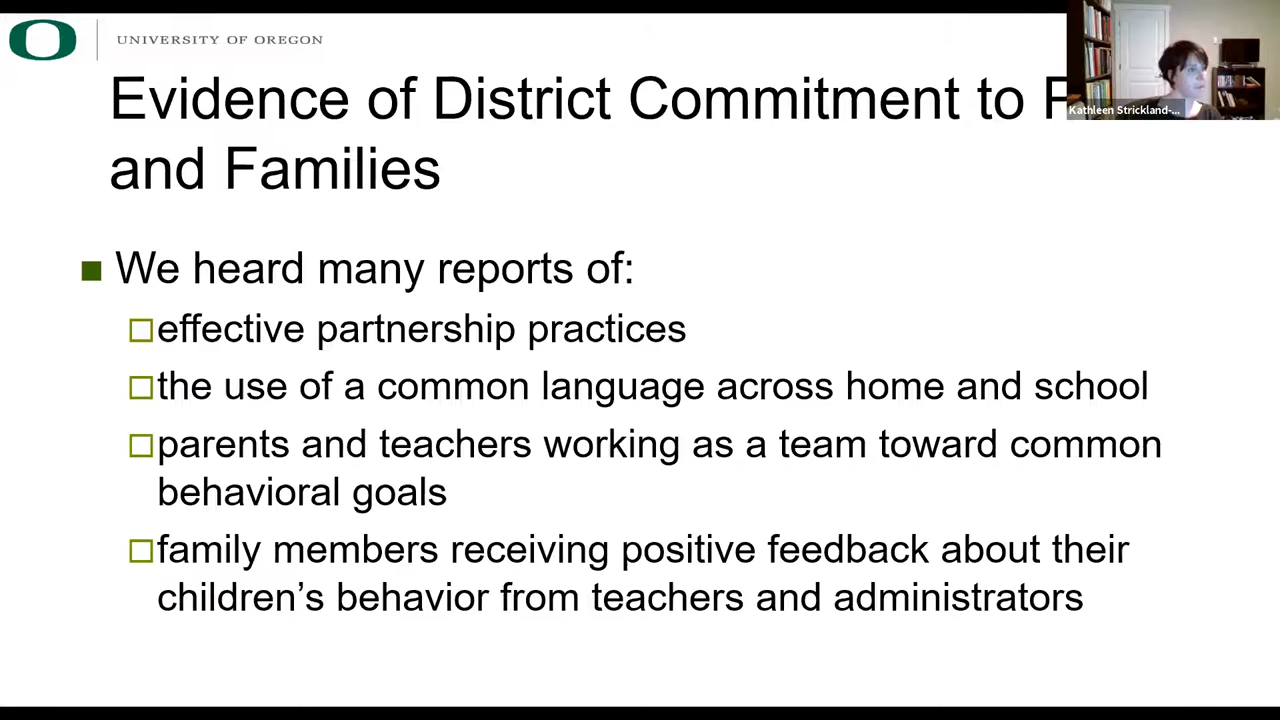 UNIVERSITY OF OREGON
Evidence of District Commitment to
and Families
Kathleen Strickland-...
We heard many reports of:
effective partnership practices
the use of a common language across home and school
parents and teachers working as a team toward common
behavioral goals
family members receiving positive feedback about their
children’s behavior from teachers and administrators